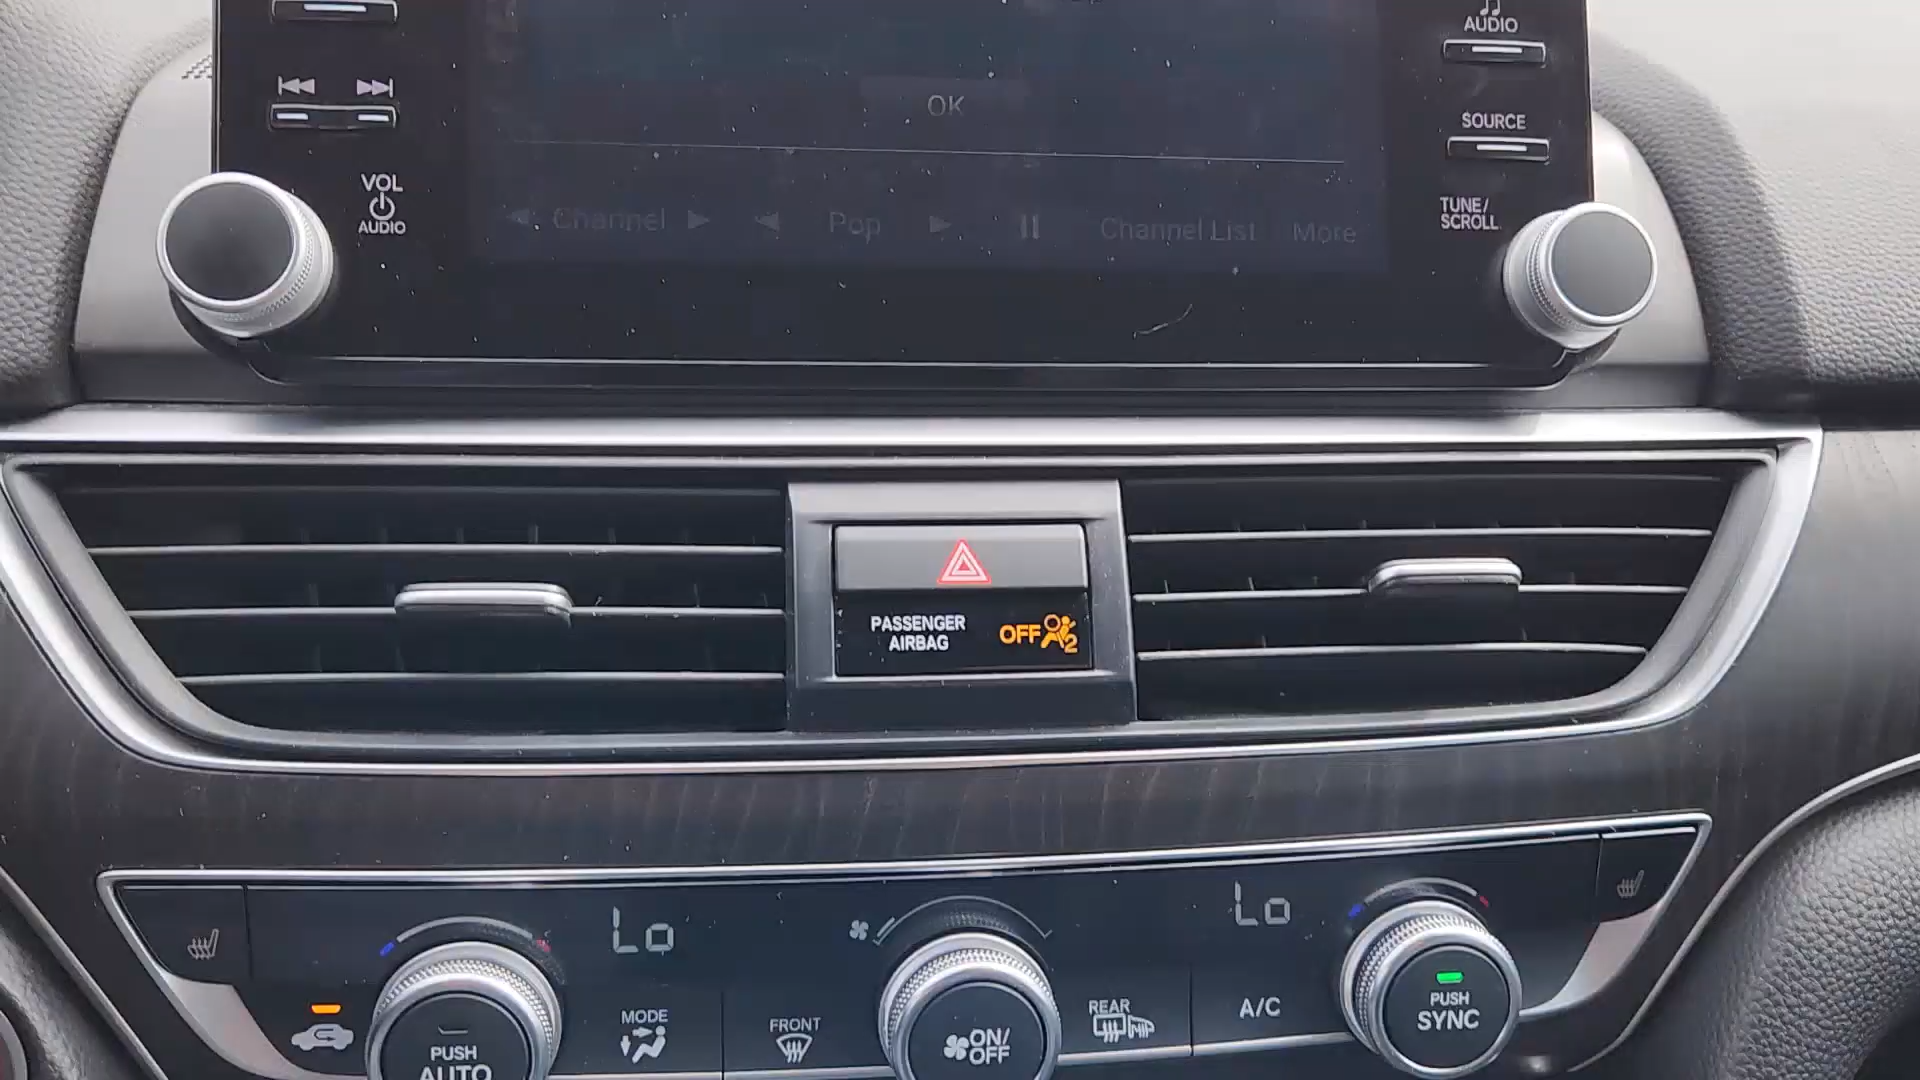 AUDIO
OK
SOURCE
VOL
AUDIO
TUNE/
SCROLL
Channel
Pop
Channel List
More
PASSENGER
AIRBAG
OFF
2
Lo
Lo
PUSH
AUTO
MODE
FRONT
ON/
OFF
REAR
A/C
PUSH
SYNC